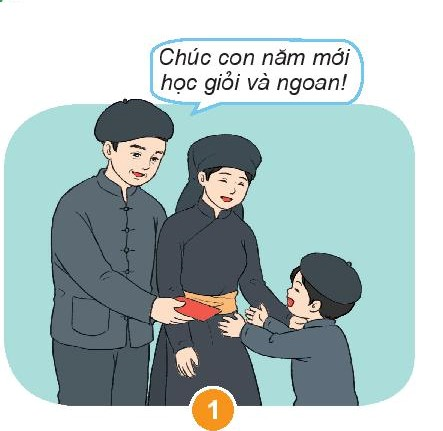 Chúc con năm mới
học giỏi và ngoan!
1